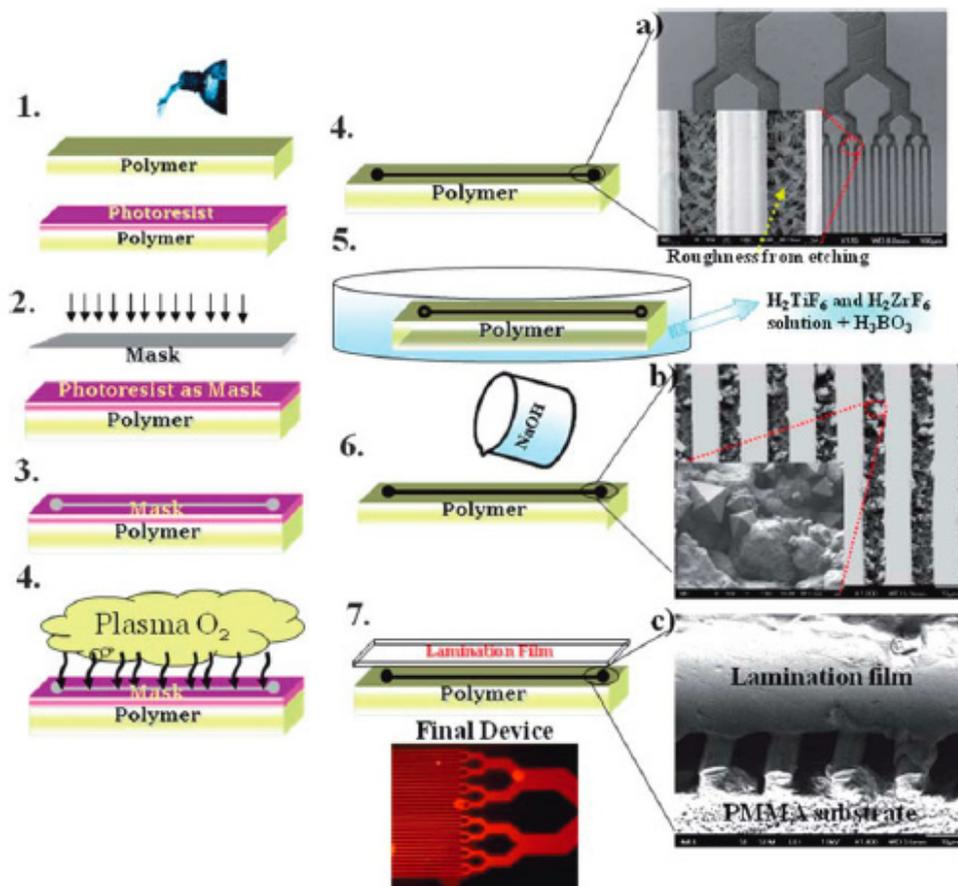 1.
Polymer
Photoresist
Polymer
2.
Mask
Photoresist as Mask
Polymer
3.
Mask
Polymer
4.
Plasma O2
Mask
Polymer
4.
Polymer
a)
Roughness from etching
5.
Polymer
H2TiF6 and H2ZrF6
solution + H3BO3
6.
NaOH
Polymer
b)
7.
Lamination Film
Polymer
Final Device
c)
Lamination film
PMMA substrate